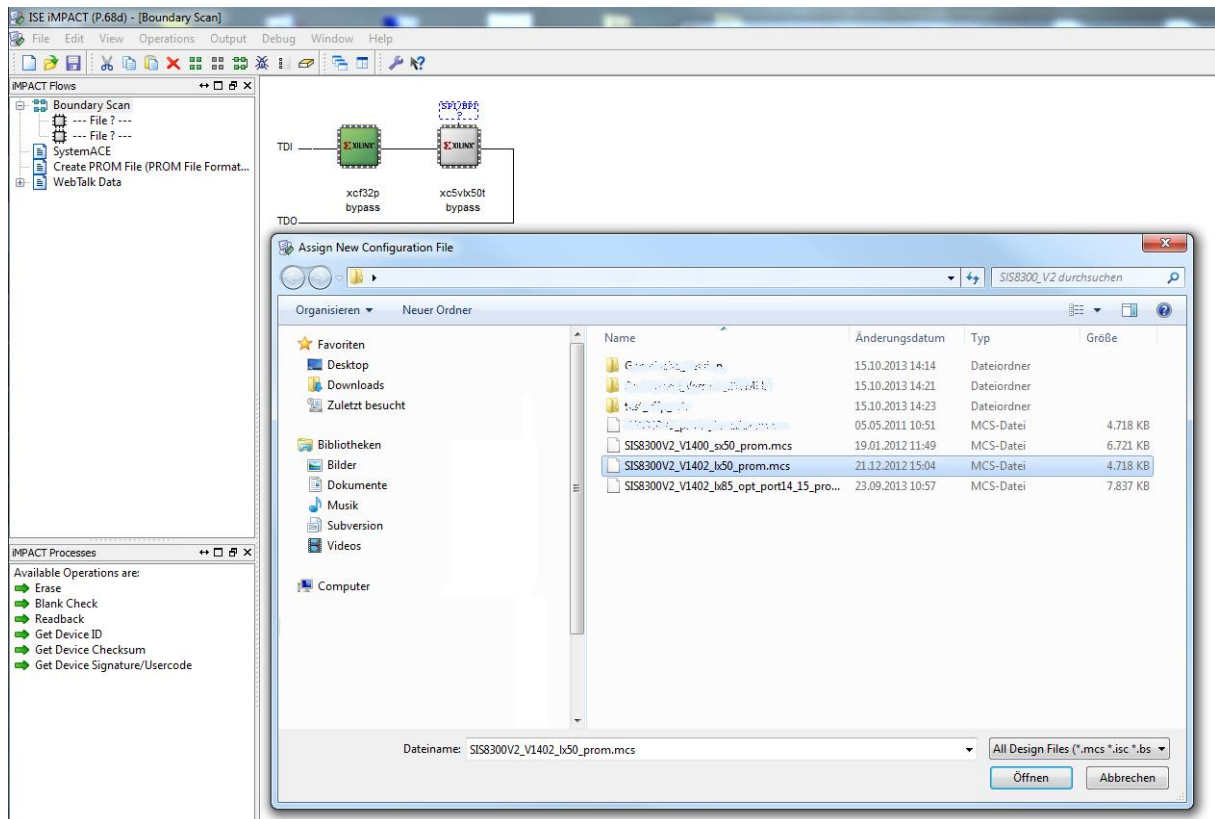 ISE iMPACT (P.68d) - [Boundary Scan]
File Edit View Operations Output Debug Window Help
iMPACT Flows
Boundary Scan
--- File ? ---
--- File ? ---
SystemACE
Create PROM File (PROM File Format...
WebTalk Data
SPI/BPI
?
TDI
XILINX
XILINX
xcf32p
xc5vlx50t
bypass
bypass
TDO
Assign New Configuration File
SIS8300_V2 durchsuchen
Organisieren
Neuer Ordner
Favoriten
Desktop
Downloads
Zuletzt besucht
Bibliotheken
Bilder
Dokumente
Musik
Subversion
Videos
Computer
Name Änderungsdatum Typ Größe
15.10.2013 14:14 Dateiordner
15.10.2013 14:21 Dateiordner
15.10.2013 14:23 Dateiordner
05.05.2011 10:51 MCS-Datei 4.718 KB
SIS8300V2_V1400_sx50_prom.mcs 19.01.2012 11:49 MCS-Datei 6.721 KB
SIS8300V2_V1402_lx50_prom.mcs 21.12.2012 15:04 MCS-Datei 4.718 KB
SIS8300V2_V1402_lx85_opt_port14_15_pro... 23.09.2013 10:57 MCS-Datei 7.837 KB
Dateiname: SIS8300V2_V1402_lx50_prom.mcs
All Design Files (*.mcs *.isc *.bs
Öffnen
Abbrechen
iMPACT Processes
Available Operations are:
Erase
Blank Check
Readback
Get Device ID
Get Device Checksum
Get Device Signature/Usercode